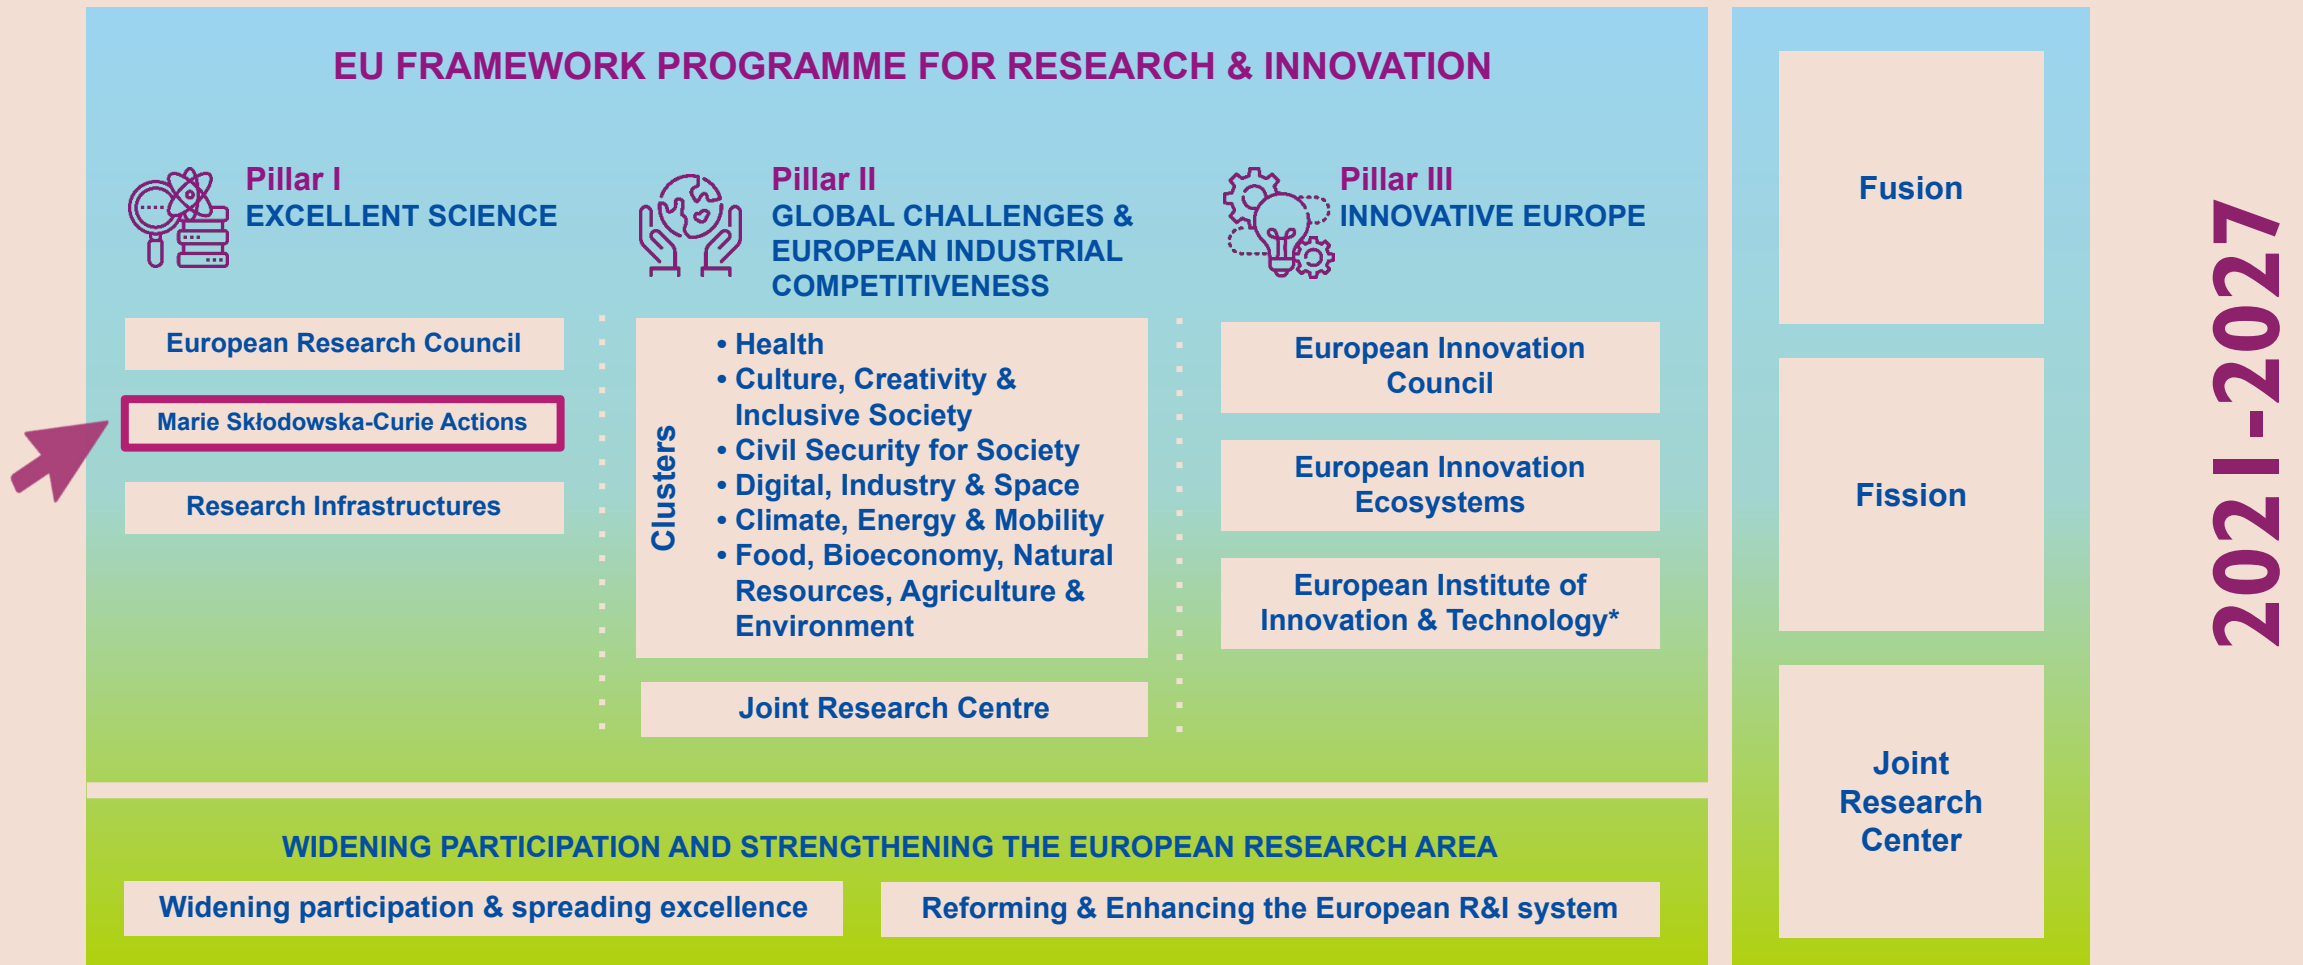 EU FRAMEWORK PROGRAMME FOR RESEARCH & INNOVATION
Pillar I
EXCELLENT SCIENCE
European Research Council
Marie Skłodowska-Curie Actions
Research Infrastructures
Pillar II
GLOBAL CHALLENGES &
EUROPEAN INDUSTRIAL
COMPETITIVENESS
Clusters
• Health
• Culture, Creativity &
Inclusive Society
• Civil Security for Society
• Digital, Industry & Space
• Climate, Energy & Mobility
• Food, Bioeconomy, Natural
Resources, Agriculture &
Environment
Joint Research Centre
Pillar III
INNOVATIVE EUROPE
European Innovation
Council
European Innovation
Ecosystems
European Institute of
Innovation & Technology*
WIDENING PARTICIPATION AND STRENGTHENING THE EUROPEAN RESEARCH AREA
Widening participation & spreading excellence
Reforming & Enhancing the European R&I system
Fusion
Fission
Joint
Research
Center
2021-2027